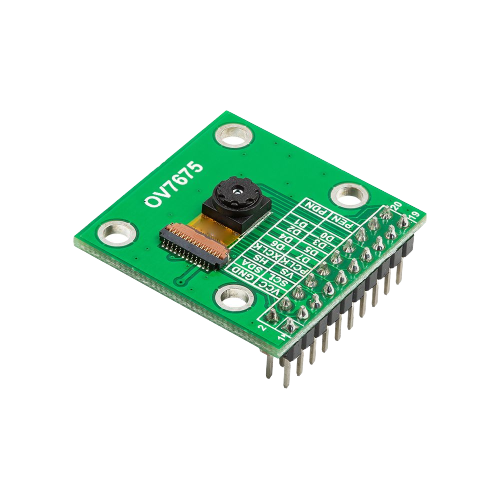 OV7675
PEN PDN
D1
D2 D0
D4 D3
D6 D5
XCLK D7
HS PCLK
SDA VS
GND SCL
VCC
20
19
2
1